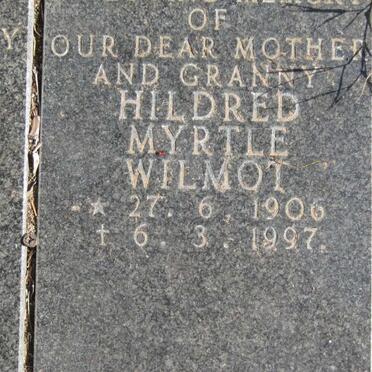 OF
OUR DEAR MOTHER
AND GRANNY
HILDRED
MYRTLE
WILMOT
* 27. 6. 1906
† 6. 3. 1997.